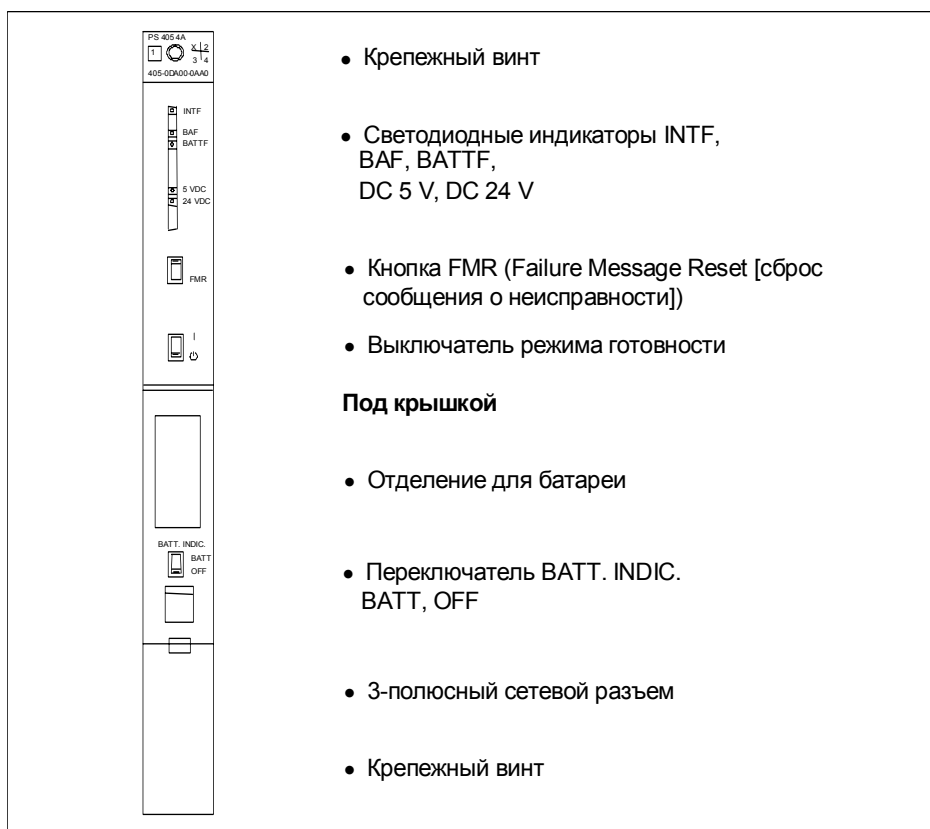 PS 405 4A
1
X 2
3 4
405-0DA00-0AA0
INTF
BAF
BATTF
5 VDC
24 VDC
FMR
I
BATT. INDIC.
BATT
OFF
● Крепежный винт
● Светодиодные индикаторы INTF,
BAF, BATTF,
DC 5 V, DC 24 V
● Кнопка FMR (Failure Message Reset [сброс
сообщения о неисправности])
● Выключатель режима готовности
Под крышкой
● Отделение для батареи
● Переключатель BATT. INDIC.
BATT, OFF
● 3-полюсный сетевой разъем
● Крепежный винт